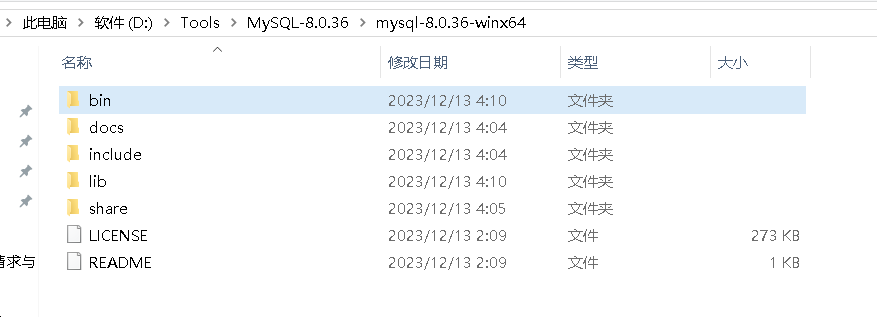 此电脑 > 软件 (D:) > Tools > MySQL-8.0.36 > mysql-8.0.36-winx64
名称 修改日期 类型 大小
bin 2023/12/13 4:10 文件夹
docs 2023/12/13 4:04 文件夹
include 2023/12/13 4:04 文件夹
lib 2023/12/13 4:10 文件夹
share 2023/12/13 4:05 文件夹
LICENSE 2023/12/13 2:09 文件 273 KB
README 2023/12/13 2:09 文件 1 KB
请求与